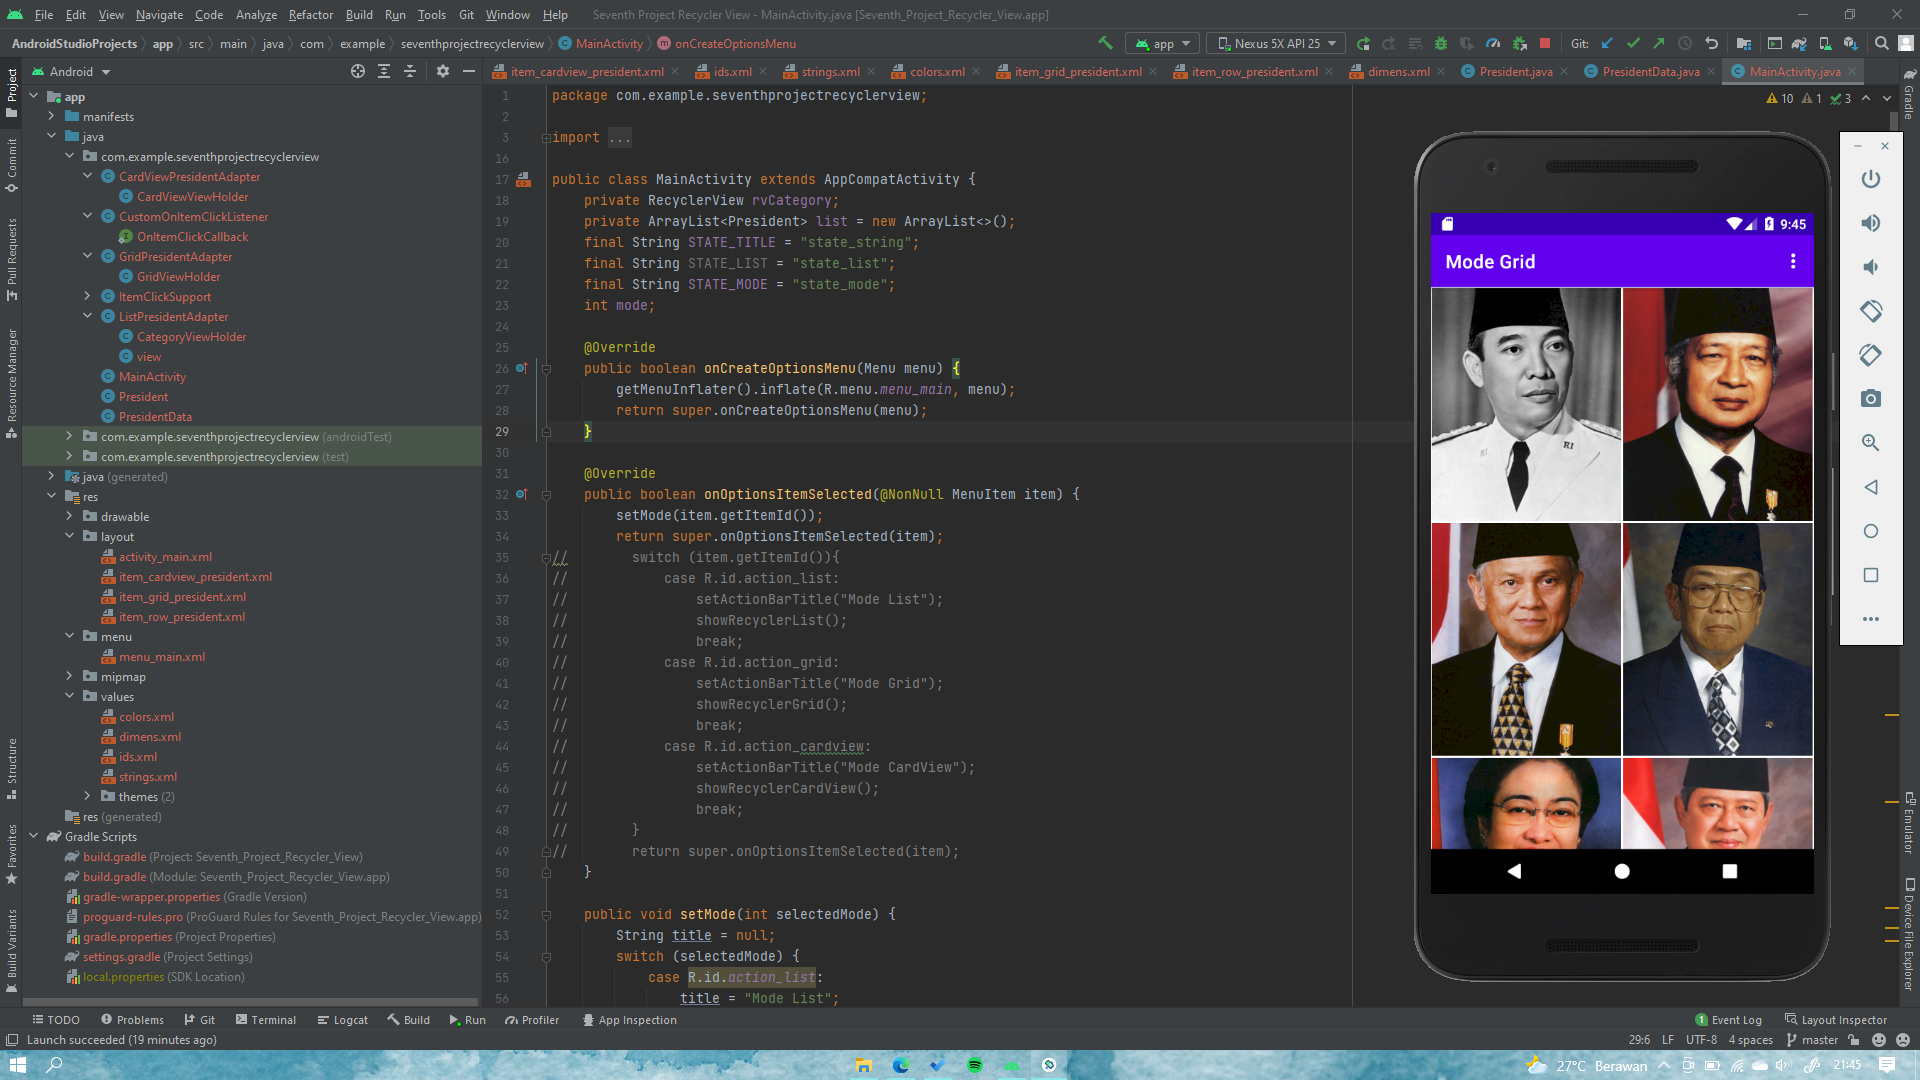 File Edit View Navigate Code Analyze Refactor Build Run Tools Git Window Help Seventh Project Recycler View - MainActivity.java [Seventh_Project_Recycler_View.app]
AndroidStudioProjects app src main java com example seventhprojectrecyclerview MainActivity onCreateOptionsMenu app Nexus 5X API 25 Git:
Project
Android
item_cardview_president.xml ids.xml strings.xml colors.xml item_grid_president.xml item_row_president.xml dimens.xml President.java PresidentData.java MainActivity.java
Gradle
10 1 3
app
manifests
java
com.example.seventhprojectrecyclerview
CardViewPresidentAdapter
CardViewViewHolder
CustomOnItemClickListener
OnItemClickCallback
GridPresidentAdapter
GridViewHolder
ItemClickSupport
ListPresidentAdapter
CategoryViewHolder
view
MainActivity
President
PresidentData
com.example.seventhprojectrecyclerview (androidTest)
com.example.seventhprojectrecyclerview (test)
java (generated)
res
drawable
layout
activity_main.xml
item_cardview_president.xml
item_grid_president.xml
item_row_president.xml
menu
menu_main.xml
mipmap
values
colors.xml
dimens.xml
ids.xml
strings.xml
themes (2)
res (generated)
Gradle Scripts
build.gradle (Project: Seventh_Project_Recycler_View)
build.gradle (Module: Seventh_Project_Recycler_View.app)
gradle-wrapper.properties (Gradle Version)
proguard-rules.pro (ProGuard Rules for Seventh_Project_Recycler_View.app)
gradle.properties (Project Properties)
settings.gradle (Project Settings)
local.properties (SDK Location)
Commit
Pull Requests
Resource Manager
Structure
Favorites
Build Variants
1 package com.example.seventhprojectrecyclerview;
2
3 import ...
16
17 public class MainActivity extends AppCompatActivity {
18 private RecyclerView rvCategory;
19 private ArrayList<President> list = new ArrayList<>();
20 final String STATE_TITLE = "state_string";
21 final String STATE_LIST = "state_list";
22 final String STATE_MODE = "state_mode";
23 int mode;
24
25 @Override
26 public boolean onCreateOptionsMenu(Menu menu) {
27 getMenuInflater().inflate(R.menu.menu_main, menu);
28 return super.onCreateOptionsMenu(menu);
29 }
30
31 @Override
32 public boolean onOptionsItemSelected(@NonNull MenuItem item) {
33 setMode(item.getItemId());
34 return super.onOptionsItemSelected(item);
35 // switch (item.getItemId()){
36 // case R.id.action_list:
37 // setActionBarTitle("Mode List");
38 // showRecyclerList();
39 // break;
40 // case R.id.action_grid:
41 // setActionBarTitle("Mode Grid");
42 // showRecyclerGrid();
43 // break;
44 // case R.id.action_cardview:
45 // setActionBarTitle("Mode CardView");
46 // showRecyclerCardView();
47 // break;
48 // }
49 // return super.onOptionsItemSelected(item);
50 }
51
52 public void setMode(int selectedMode) {
53 String title = null;
54 switch (selectedMode) {
55 case R.id.action_list:
56 title = "Mode List";
9:45
Mode Grid
RI
Emulator
Device File Explorer
TODO Problems Git Terminal Logcat Build Run Profiler App Inspection 1 Event Log Layout Inspector
Launch succeeded (19 minutes ago) 29:6 LF UTF-8 4 spaces master
27°C Berawan 21:45